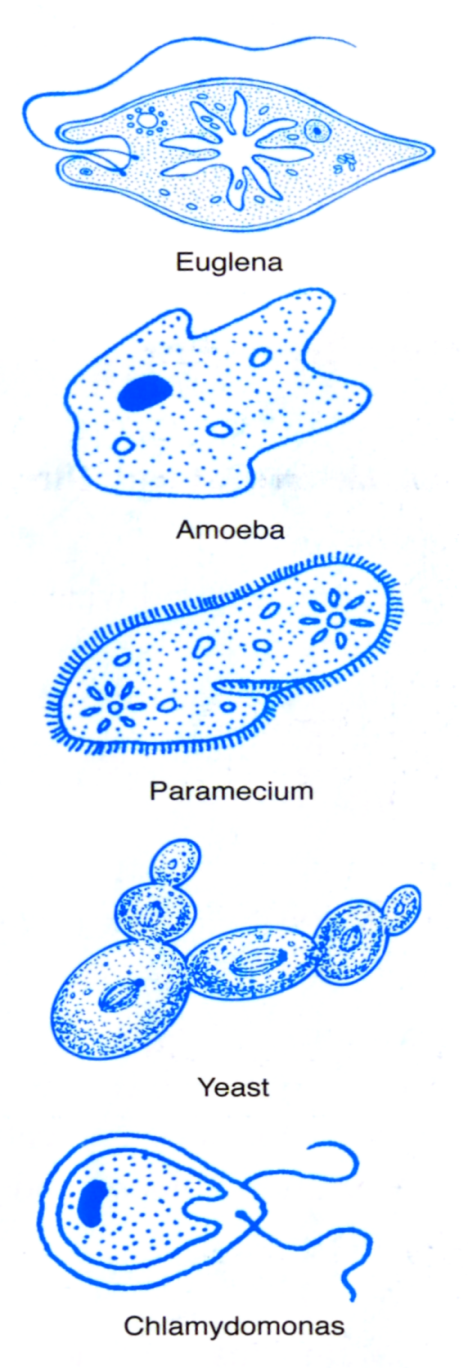 Euglena
Amoeba
Paramecium
Yeast
Chlamydomonas